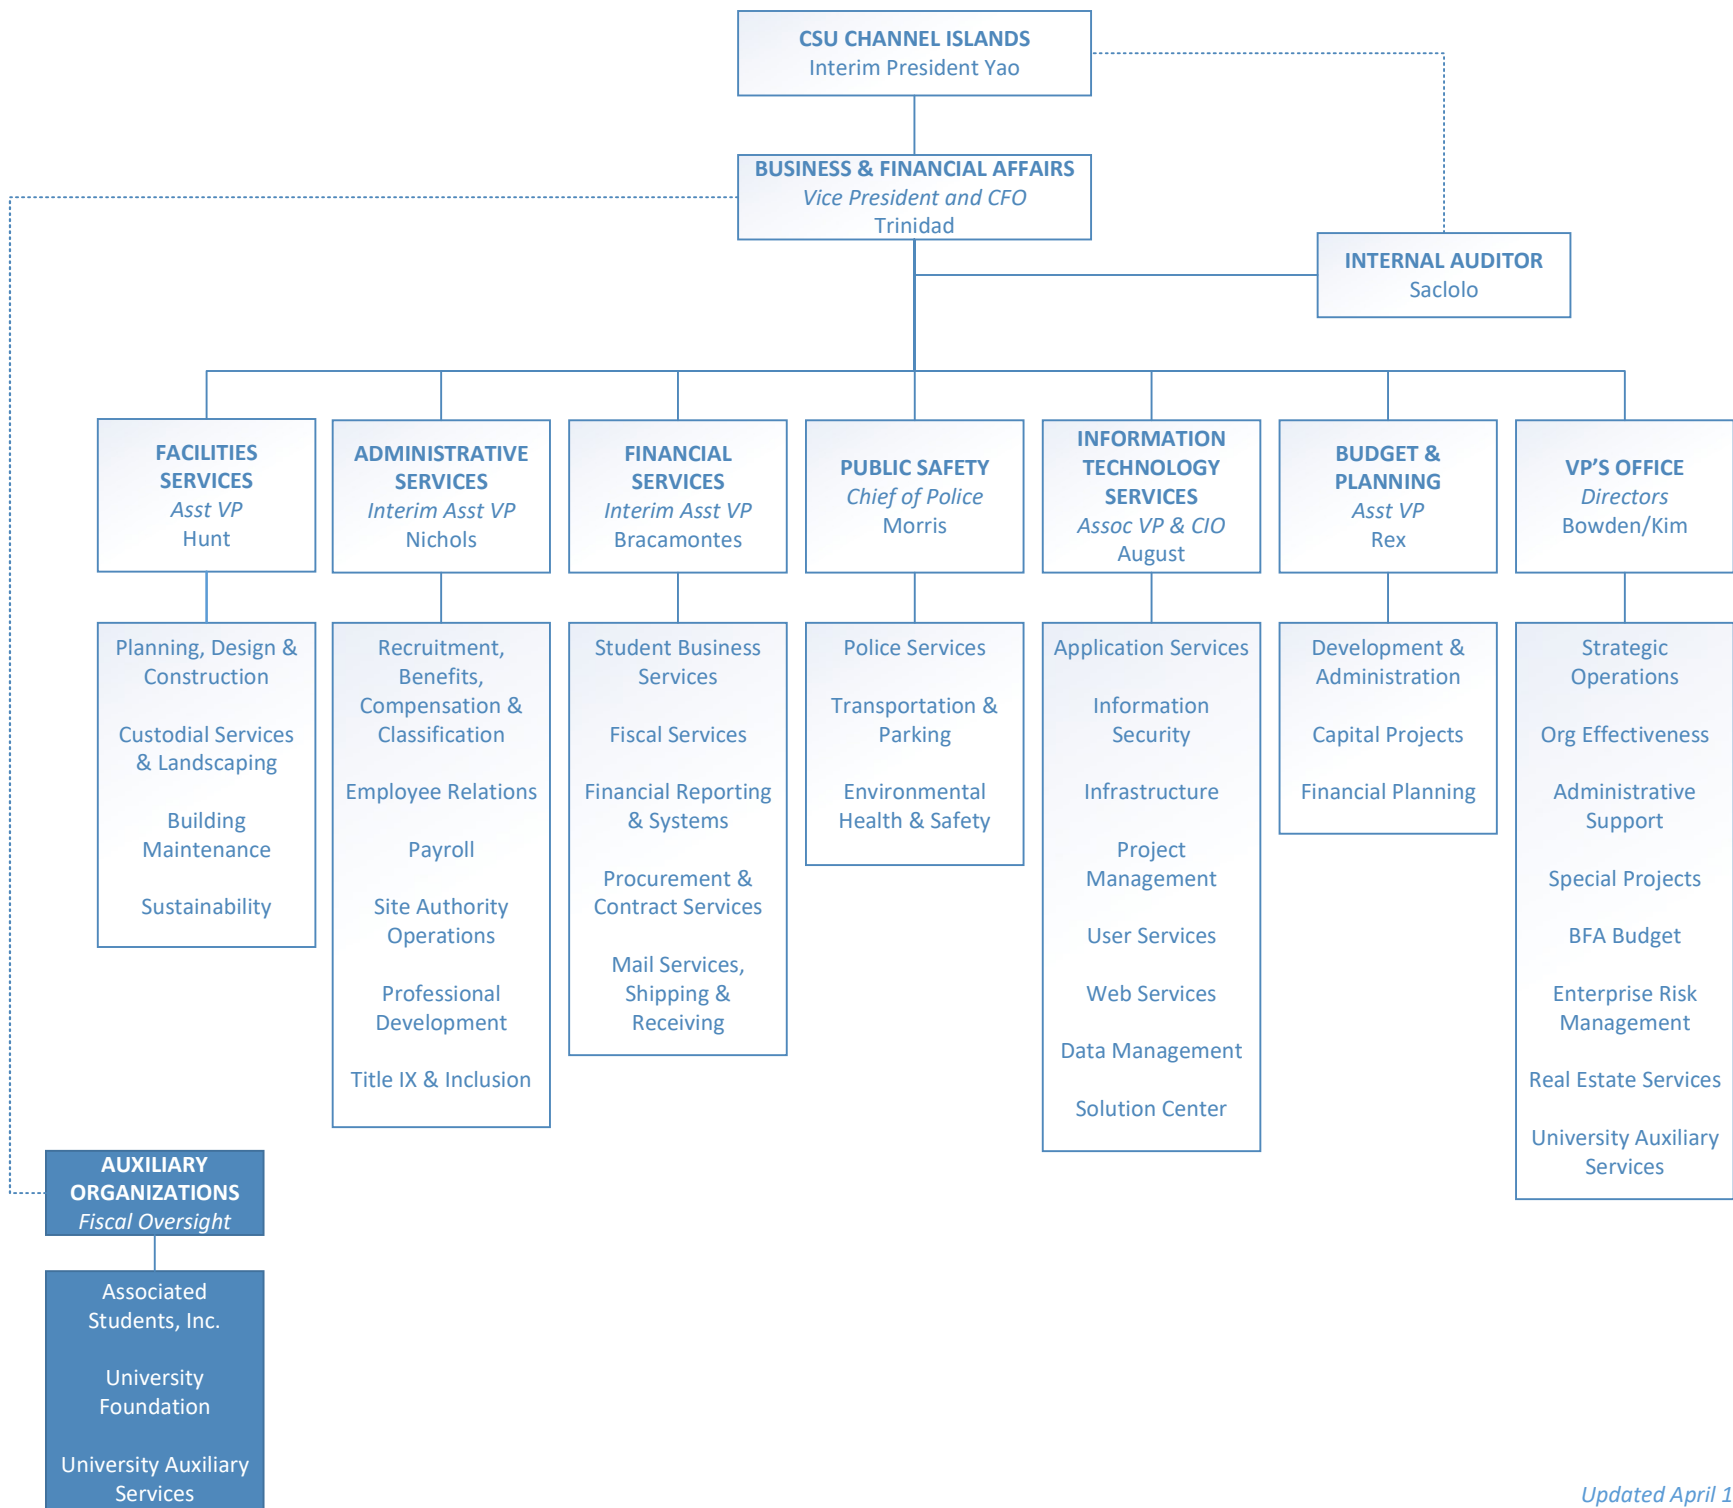 CSU CHANNEL ISLANDS
Interim President Yao
BUSINESS & FINANCIAL AFFAIRS
Vice President and CFO
Trinidad
INTERNAL AUDITOR
Saclolo
FACILITIES
SERVICES
Asst VP
Hunt
ADMINISTRATIVE
SERVICES
Interim Asst VP
Nichols
FINANCIAL
SERVICES
Interim Asst VP
Bracamontes
PUBLIC SAFETY
Chief of Police
Morris
INFORMATION
TECHNOLOGY
SERVICES
Assoc VP & CIO
August
BUDGET &
PLANNING
Asst VP
Rex
VP’S OFFICE
Directors
Bowden/Kim
Planning, Design &
Construction
Custodial Services
& Landscaping
Building
Maintenance
Sustainability
Recruitment,
Benefits,
Compensation &
Classification
Employee Relations
Payroll
Site Authority
Operations
Professional
Development
Title IX & Inclusion
Student Business
Services
Fiscal Services
Financial Reporting
& Systems
Procurement &
Contract Services
Mail Services,
Shipping &
Receiving
Police Services
Transportation &
Parking
Environmental
Health & Safety
Application Services
Information
Security
Infrastructure
Project
Management
User Services
Web Services
Data Management
Solution Center
Development &
Administration
Capital Projects
Financial Planning
Strategic
Operations
Org Effectiveness
Administrative
Support
Special Projects
BFA Budget
Enterprise Risk
Management
Real Estate Services
University Auxiliary
Services
AUXILIARY
ORGANIZATIONS
Fiscal Oversight
Associated
Students, Inc.
University
Foundation
University Auxiliary
Services
Updated April 1